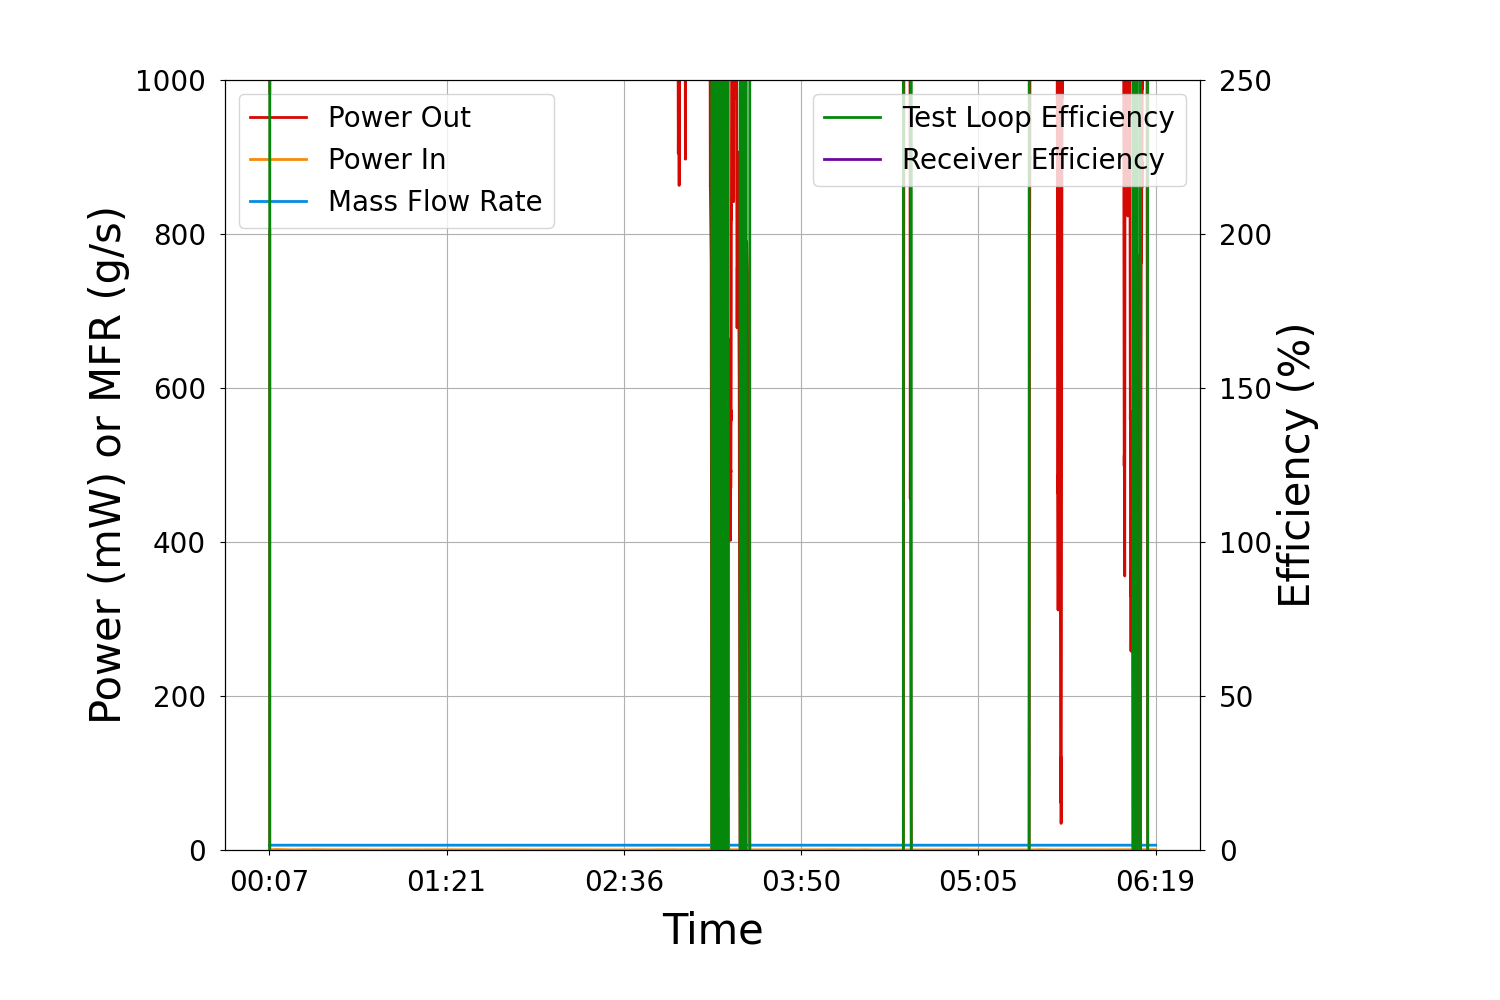 1000
800
600
400
200
0
Power (mW) or MFR (g/s)
Power Out
Power In
Mass Flow Rate
Test Loop Efficiency
Receiver Efficiency
250
200
150
100
50
0
Efficiency (%)
00:07 01:21 02:36 03:50 05:05 06:19
Time